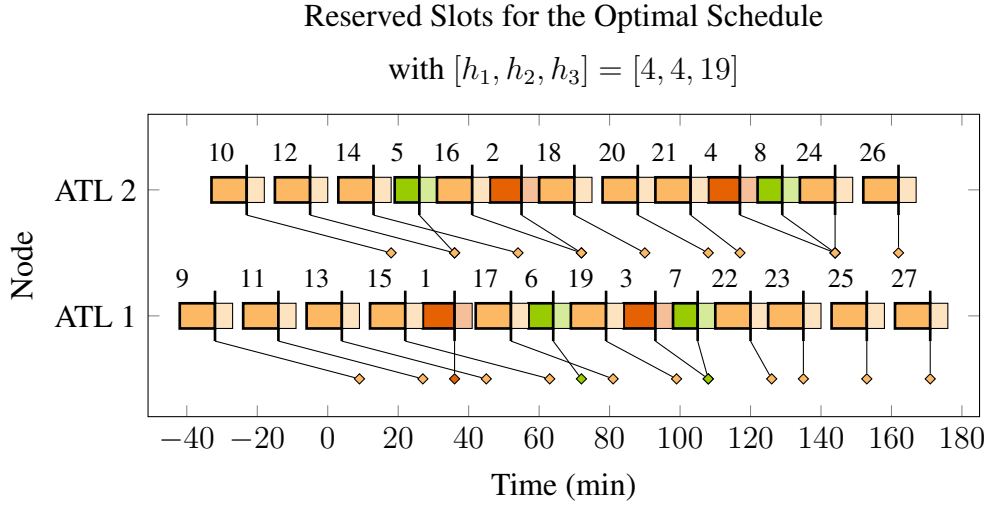 Reserved Slots for the Optimal Schedule
with [h₁, h₂, h₃] = [4, 4, 19]
10 12 14 5 16 2 18 20 21 4 8 24 26
ATL 2
9 11 13 15 1 17 6 19 3 7 22 23 25 27
ATL 1
Node
−40 −20 0 20 40 60 80 100 120 140 160 180
Time (min)